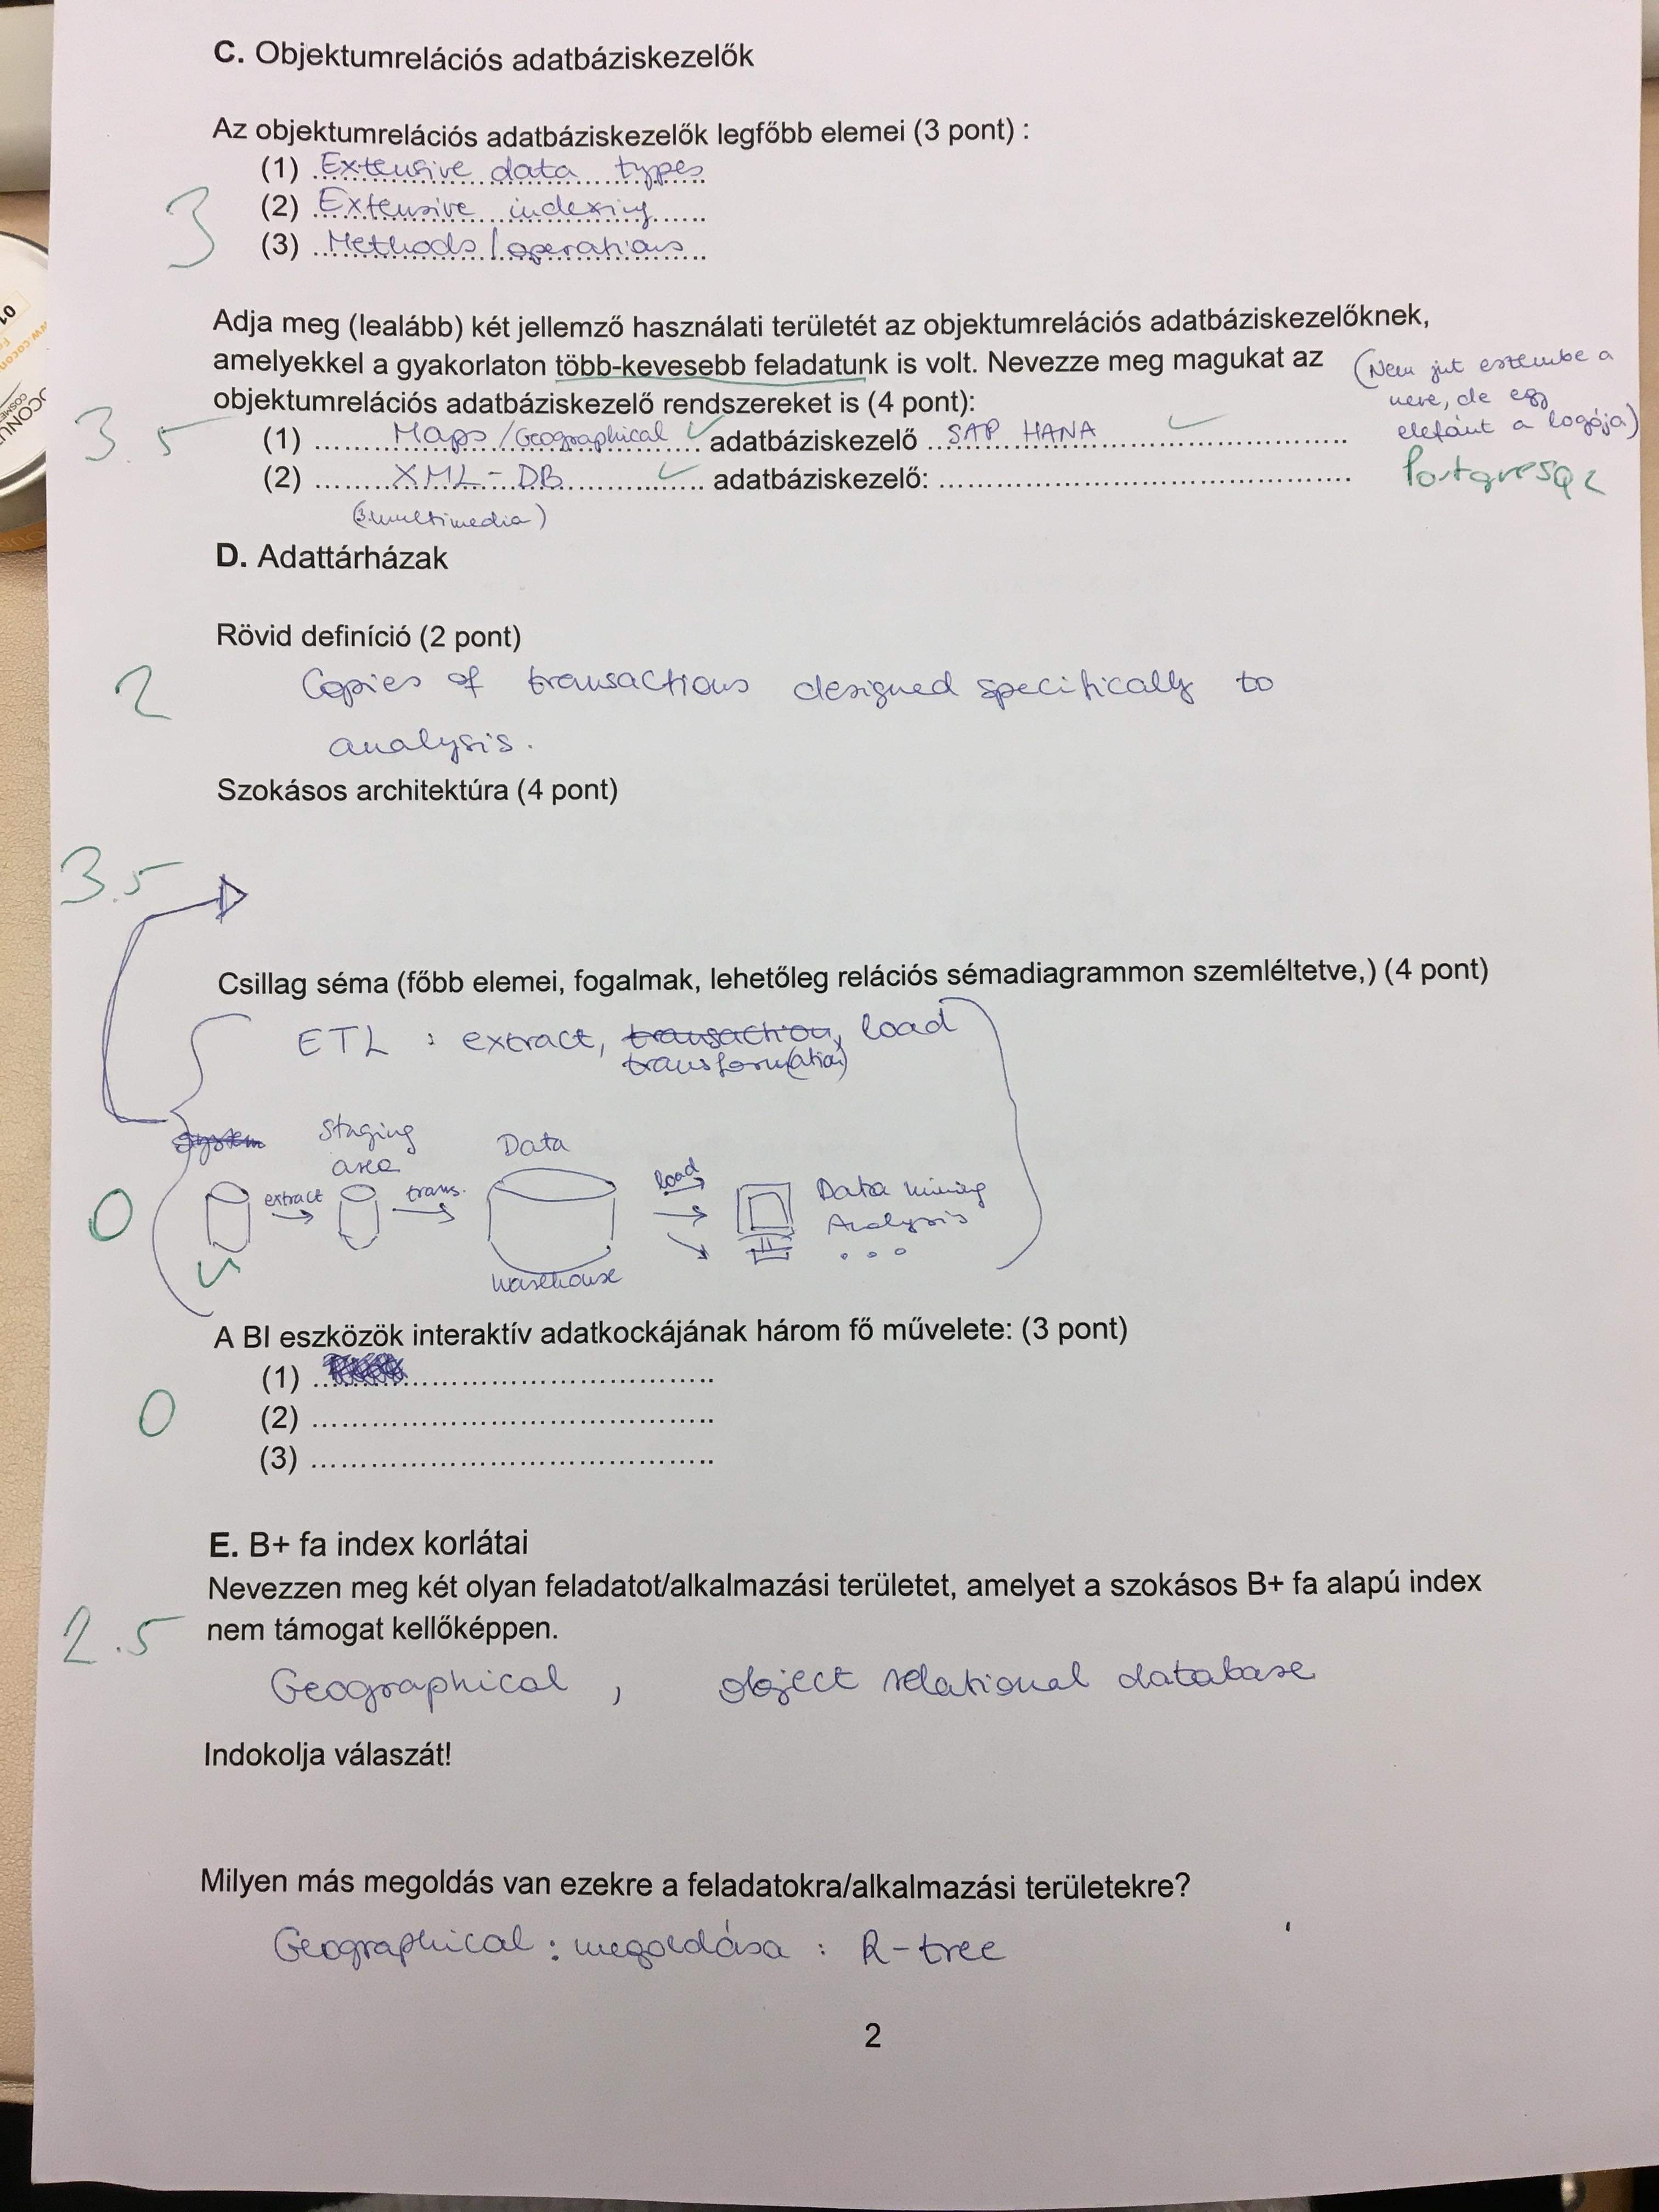 C. Objektumrelációs adatbáziskezelők
Az objektumrelációs adatbáziskezelők legfőbb elemei (3 pont) :
(1) Extensive data types
(2) Extensive indexing
3
(3) Methods / operations
Adja meg (lealább) két jellemző használati területét az objektumrelációs adatbáziskezelőknek,
amelyekkel a gyakorlaton több-kevesebb feladatunk is volt. Nevezze meg magukat az
objektumrelációs adatbáziskezelő rendszereket is (4 pont):
(Nem jut eszembe a
neve, de egy
elefánt a logója)
3.5
(1) Maps / Geographical ✓ adatbáziskezelő SAP HANA ✓
(2) XML-DB ✓ adatbáziskezelő:
PostgreSQL
(3. multimedia)
D. Adattárházak
Rövid definíció (2 pont)
2
Copies of transactions designed specifically to
analysis.
Szokásos architektúra (4 pont)
3.5
Csillag séma (főbb elemei, fogalmak, lehetőleg relációs sémadiagrammon szemléltetve,) (4 pont)
ETL : extract, transaction, load
transform(ation)
system
Staging
area
Data
extract
trans.
load
Data mining
Analysis
...
0
warehouse
A BI eszközök interaktív adatkockájának három fő művelete: (3 pont)
(1)
0
(2)
(3)
E. B+ fa index korlátai
Nevezzen meg két olyan feladatot/alkalmazási területet, amelyet a szokásos B+ fa alapú index
nem támogat kellőképpen.
2.5
Geographical , object relational database
Indokolja válaszát!
Milyen más megoldás van ezekre a feladatokra/alkalmazási területekre?
Geographical : megoldása : R-tree
2